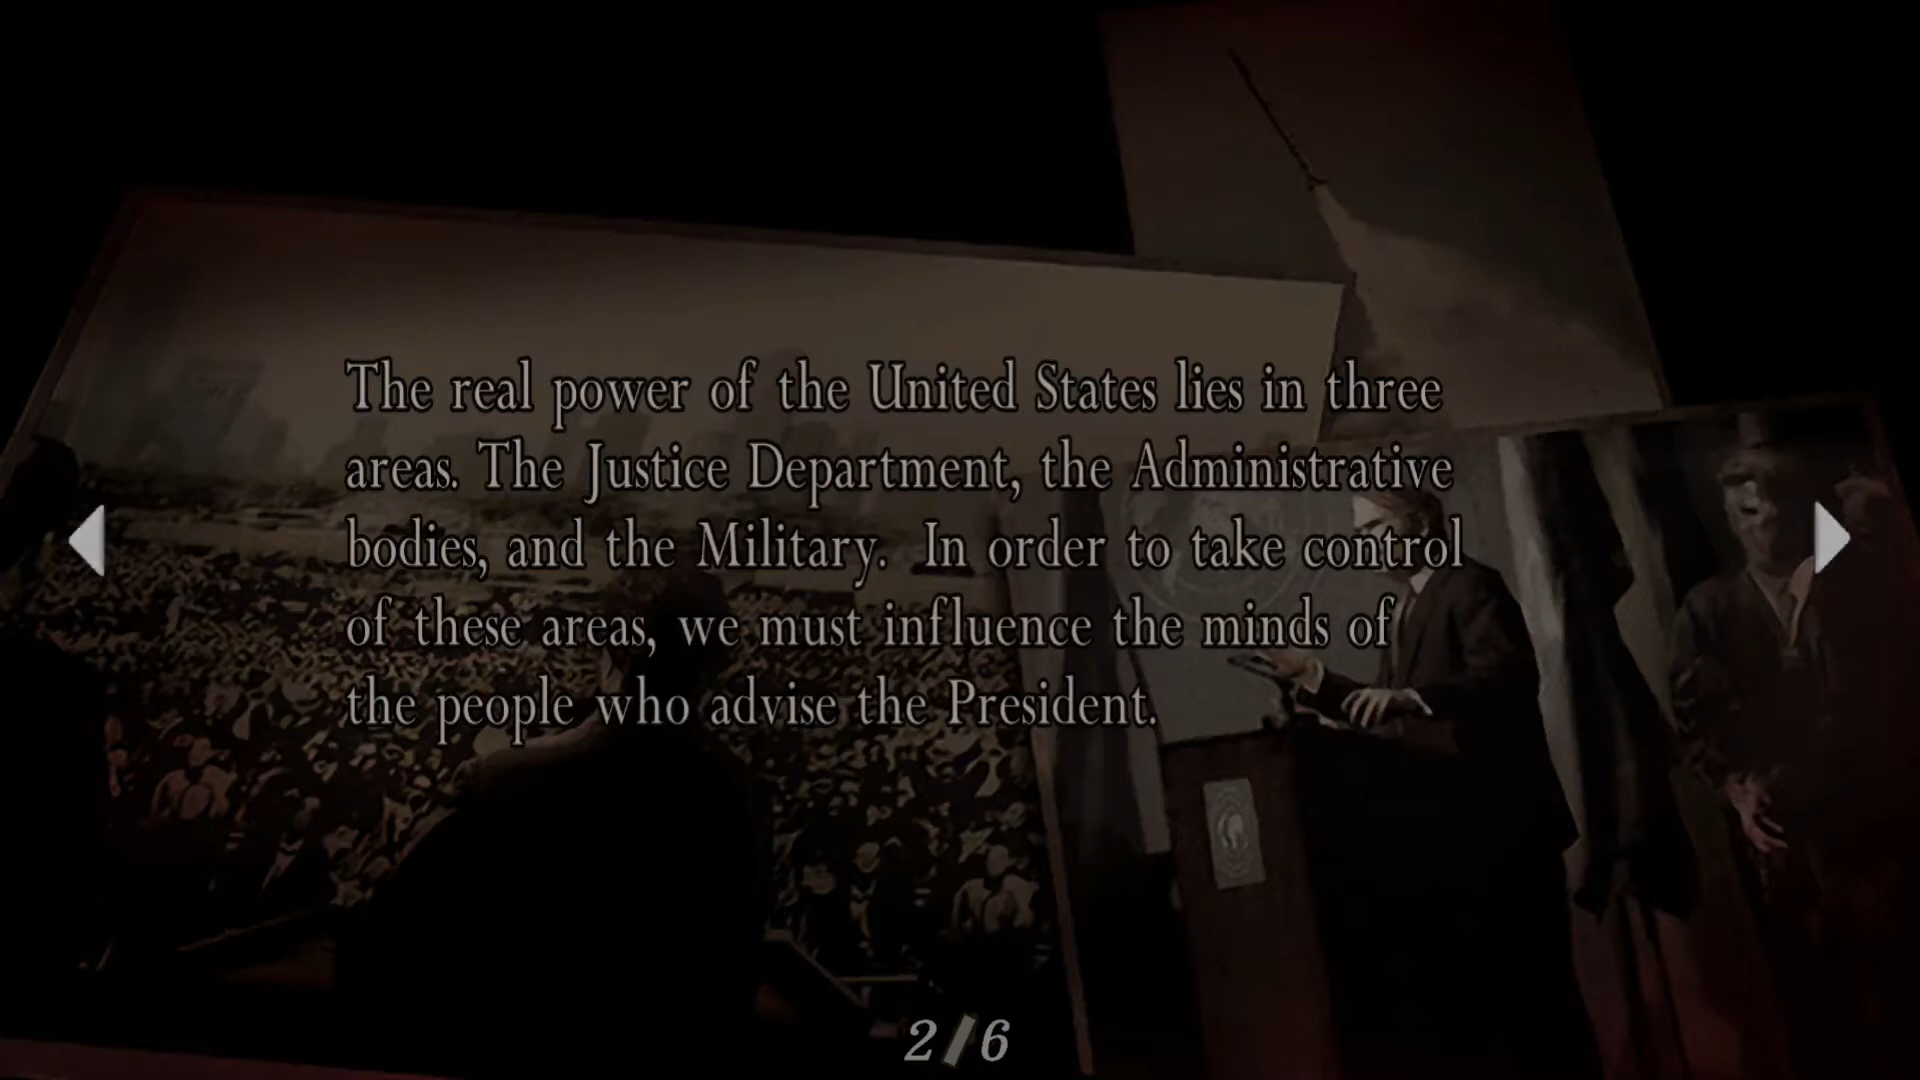 The real power of the United States lies in three
areas. The Justice Department, the Administrative
bodies, and the Military. In order to take control
of these areas, we must influence the minds of
the people who advise the President.
2/6